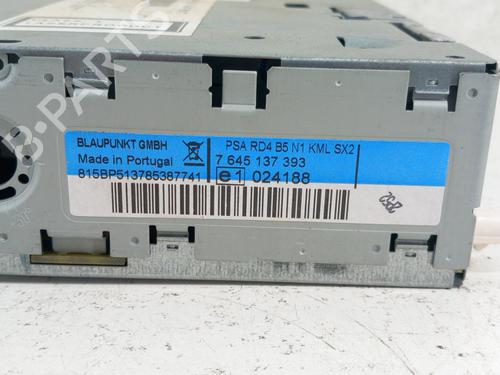 BLAUPUNKT GMBH
PSA RD4 B5 N1 KML SX2
Made in Portugal
7 645 137 393
815BP513785387741
e1 024188
252
B-PARTS